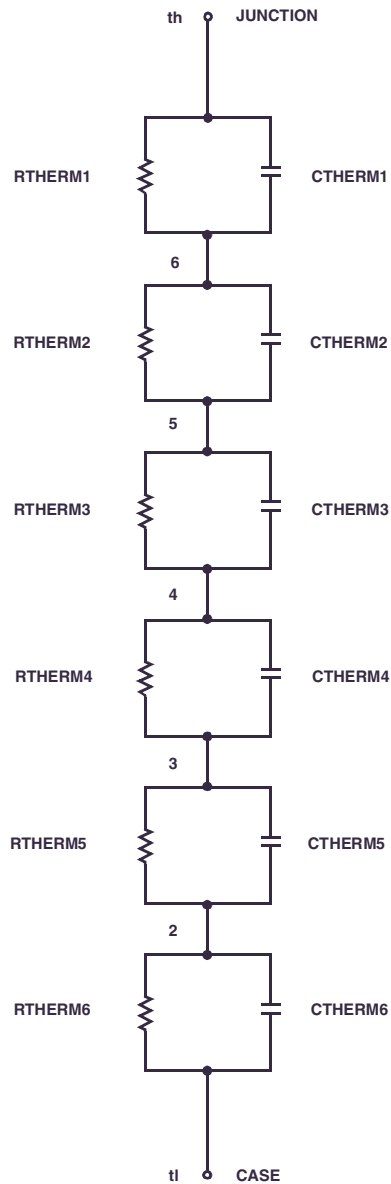 th JUNCTION
RTHERM1 CTHERM1
6
RTHERM2 CTHERM2
5
RTHERM3 CTHERM3
4
RTHERM4 CTHERM4
3
RTHERM5 CTHERM5
2
RTHERM6 CTHERM6
tl CASE